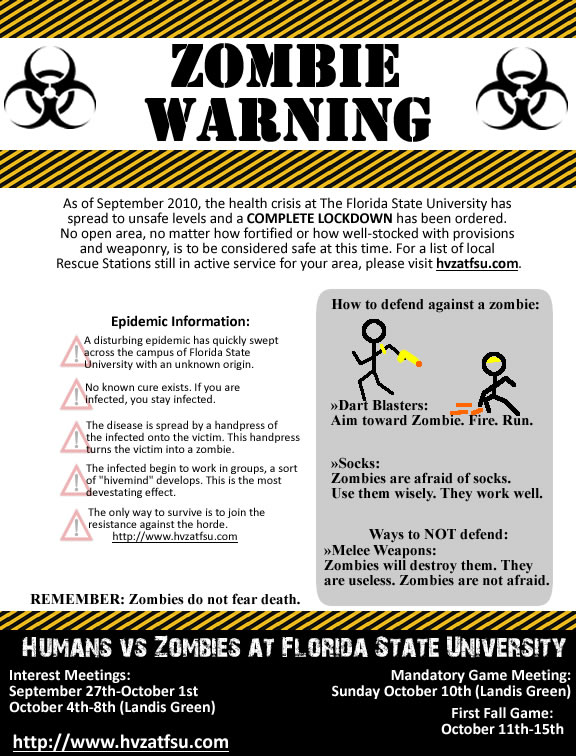 ZOMBIE
WARNING
As of September 2010, the health crisis at The Florida State University has
spread to unsafe levels and a COMPLETE LOCKDOWN has been ordered.
No open area, no matter how fortified or how well-stocked with provisions
and weaponry, is to be considered safe at this time. For a list of local
Rescue Stations still in active service for your area, please visit hvzatfsu.com.
Epidemic Information:
A disturbing epidemic has quickly swept
across the campus of Florida State
University with an unknown origin.
No known cure exists. If you are
infected, you stay infected.
The disease is spread by a handpress of
the infected onto the victim. This handpress
turns the victim into a zombie.
The infected begin to work in groups, a sort
of "hivemind" develops. This is the most
devestating effect.
The only way to survive is to join the
resistance against the horde.
http://www.hvzatfsu.com
REMEMBER: Zombies do not fear death.
How to defend against a zombie:
»Dart Blasters:
Aim toward Zombie. Fire. Run.
»Socks:
Zombies are afraid of socks.
Use them wisely. They work well.
Ways to NOT defend:
»Melee Weapons:
Zombies will destroy them. They
are useless. Zombies are not afraid.
Humans vs Zombies at Florida State University
Interest Meetings:
September 27th-October 1st
October 4th-8th (Landis Green)
http://www.hvzatfsu.com
Mandatory Game Meeting:
Sunday October 10th (Landis Green)
First Fall Game:
October 11th-15th